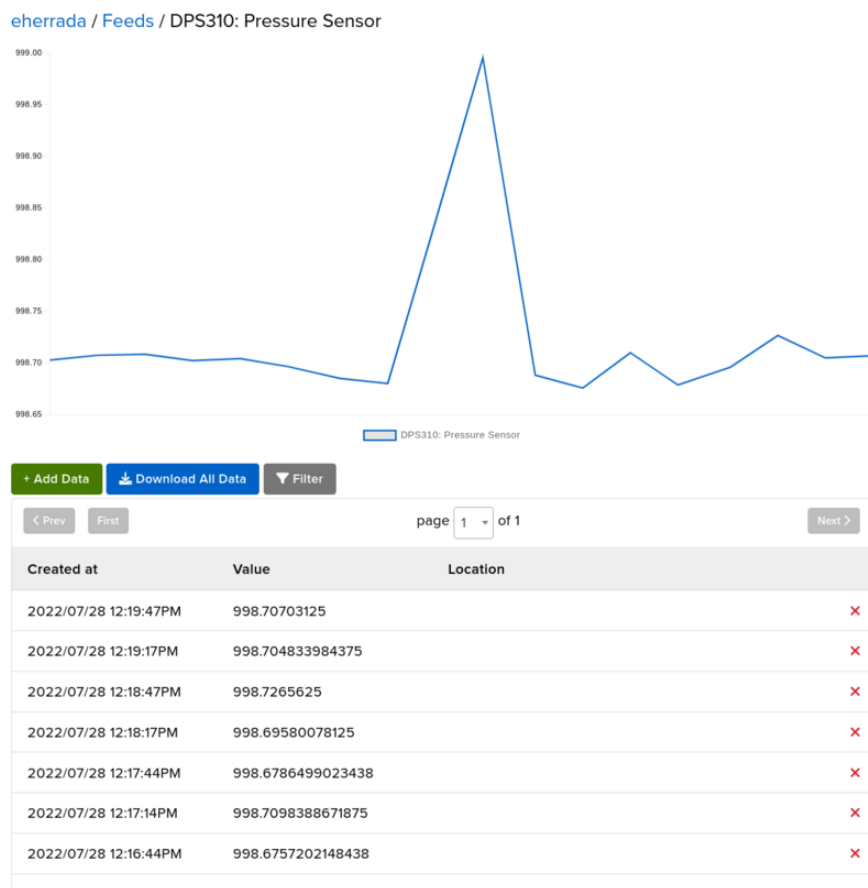 eherrada / Feeds / DPS310: Pressure Sensor
999.00
998.95
998.90
998.85
998.80
998.75
998.70
998.65
DPS310: Pressure Sensor
+ Add Data Download All Data Filter
Prev First page 1 of 1 Next
Created at Value Location
2022/07/28 12:19:47PM 998.70703125
2022/07/28 12:19:17PM 998.704833984375
2022/07/28 12:18:47PM 998.7265625
2022/07/28 12:18:17PM 998.69580078125
2022/07/28 12:17:44PM 998.6786499023438
2022/07/28 12:17:14PM 998.7098388671875
2022/07/28 12:16:44PM 998.6757202148438